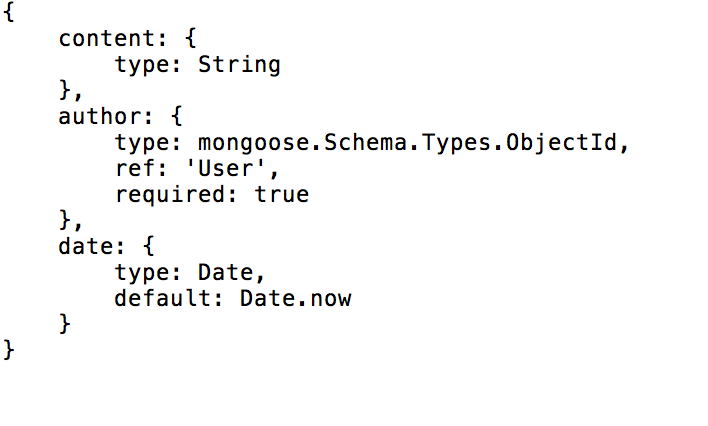 {
    content: {
        type: String
    },
    author: {
        type: mongoose.Schema.Types.ObjectId,
        ref: 'User',
        required: true
    },
    date: {
        type: Date,
        default: Date.now
    }
}